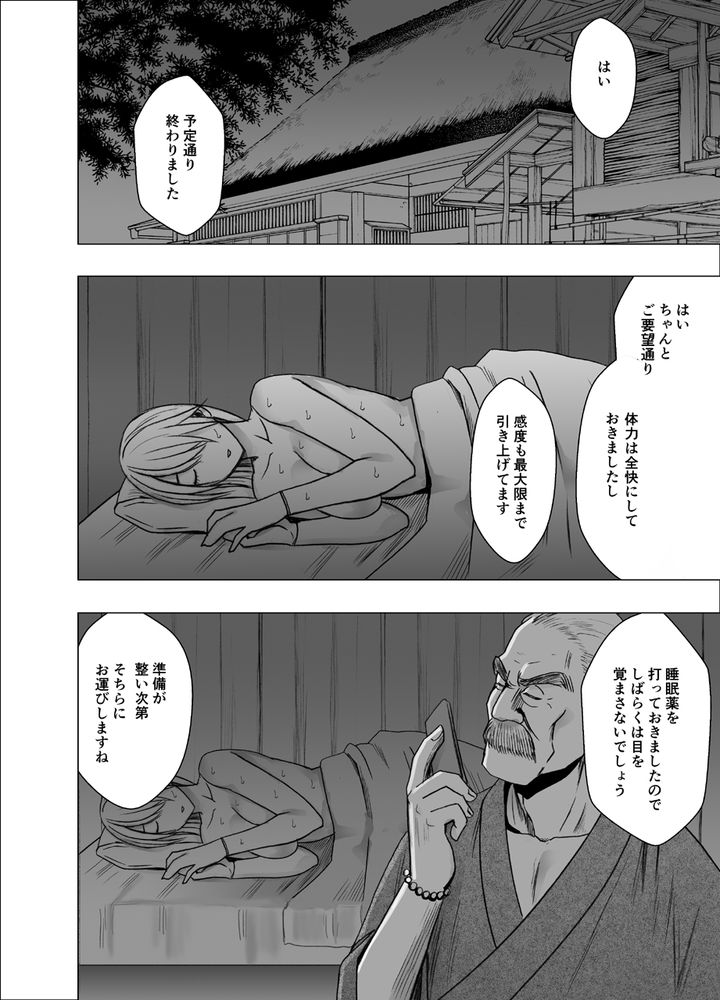 はい
予定通り
終わりました
はい
ちゃんと
ご要望通り
体力は全快にして
おきましたし
感度も最大限まで
引き上げてます
睡眠薬を
打っておきましたので
しばらくは目を
覚まさないでしょう
準備が
整い次第
そちらに
お運びしますね